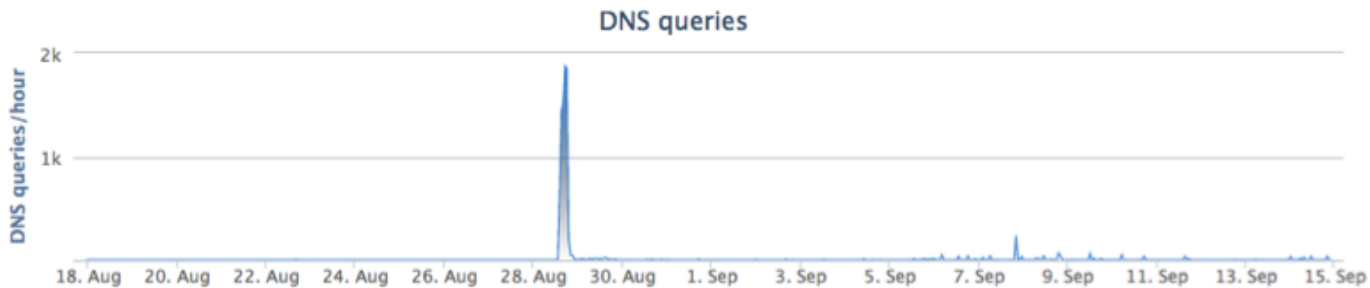 DNS queries
DNS queries/hour
2k
1k
18. Aug 20. Aug 22. Aug 24. Aug 26. Aug 28. Aug 30. Aug 1. Sep 3. Sep 5. Sep 7. Sep 9. Sep 11. Sep 13. Sep 15. Sep